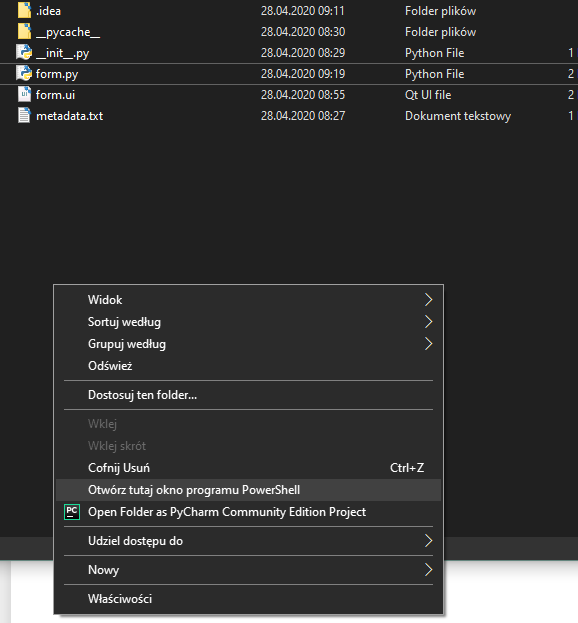 .idea 28.04.2020 09:11 Folder plików
__pycache__ 28.04.2020 08:30 Folder plików
__init__.py 28.04.2020 08:29 Python File 1
form.py 28.04.2020 09:19 Python File 2
form.ui 28.04.2020 08:55 Qt UI file 2
metadata.txt 28.04.2020 08:27 Dokument tekstowy 1
Widok
Sortuj według
Grupuj według
Odśwież
Dostosuj ten folder...
Wklej
Wklej skrót
Cofnij Usuń Ctrl+Z
Otwórz tutaj okno programu PowerShell
PC Open Folder as PyCharm Community Edition Project
Udziel dostępu do
Nowy
Właściwości